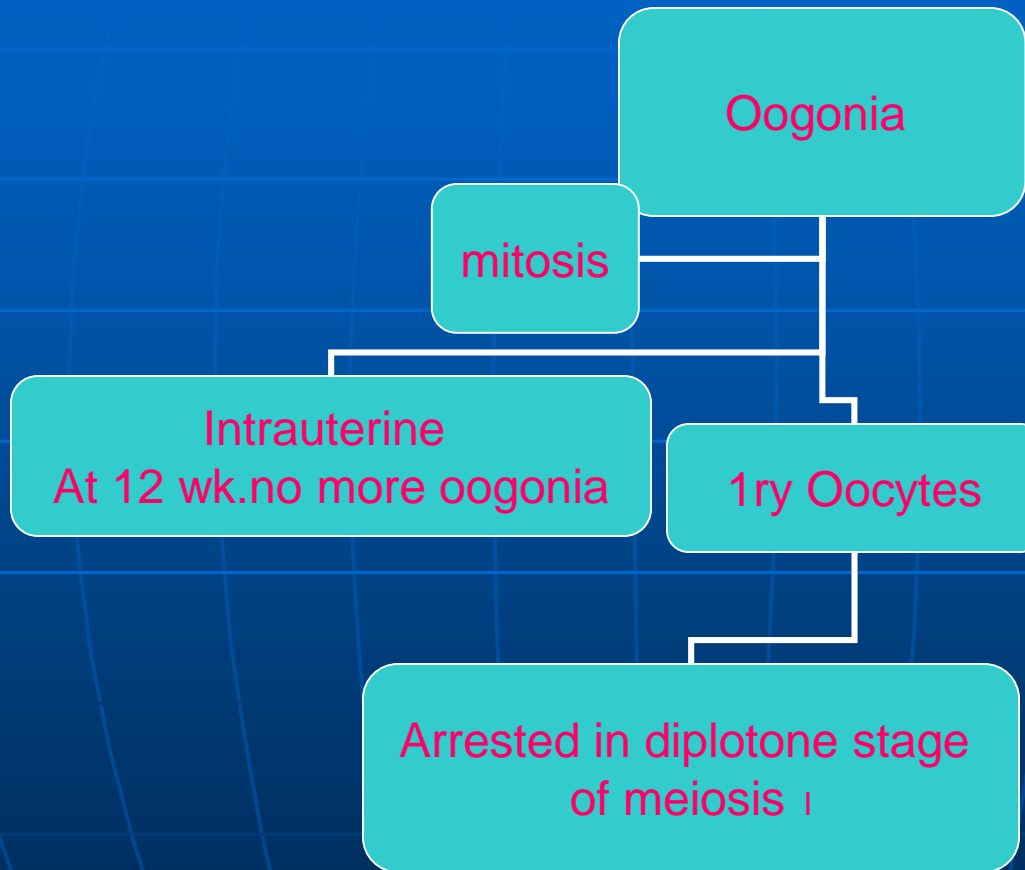 Oogonia
mitosis
Intrauterine
At 12 wk.no more oogonia
1ry Oocytes
Arrested in diplotone stage
of meiosis I